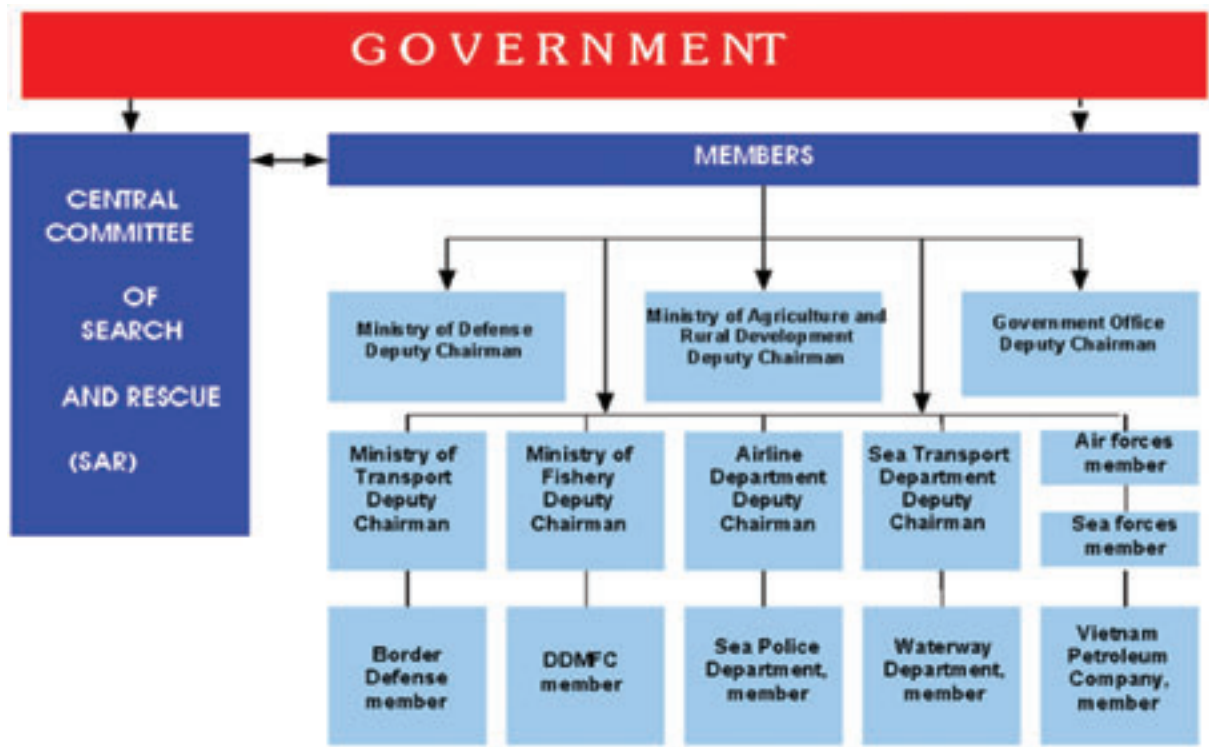 GOVERNMENT
CENTRAL
COMMITTEE
OF
SEARCH
AND RESCUE
(SAR)
MEMBERS
Ministry of Defense
Deputy Chairman
Ministry of Agriculture and
Rural Development
Deputy Chairman
Government Office
Deputy Chairman
Ministry of
Transport
Deputy
Chairman
Ministry of
Fishery
Deputy
Chairman
Airline
Department
Deputy
Chairman
Sea Transport
Department
Deputy
Chairman
Air forces
member
Sea forces
member
Border
Defense
member
DDMFC
member
Sea Police
Department,
member
Waterway
Department,
member
Vietnam
Petroleum
Company,
member